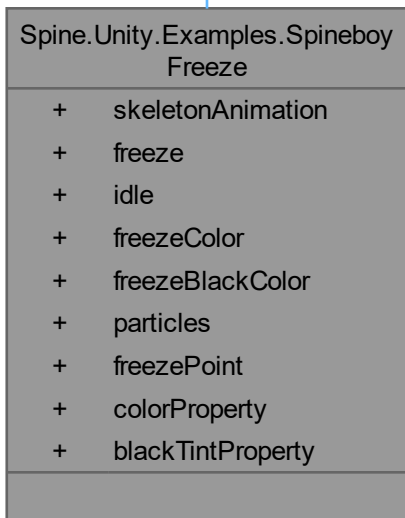 Spine.Unity.Examples.Spineboy
Freeze
+ skeletonAnimation
+ freeze
+ idle
+ freezeColor
+ freezeBlackColor
+ particles
+ freezePoint
+ colorProperty
+ blackTintProperty